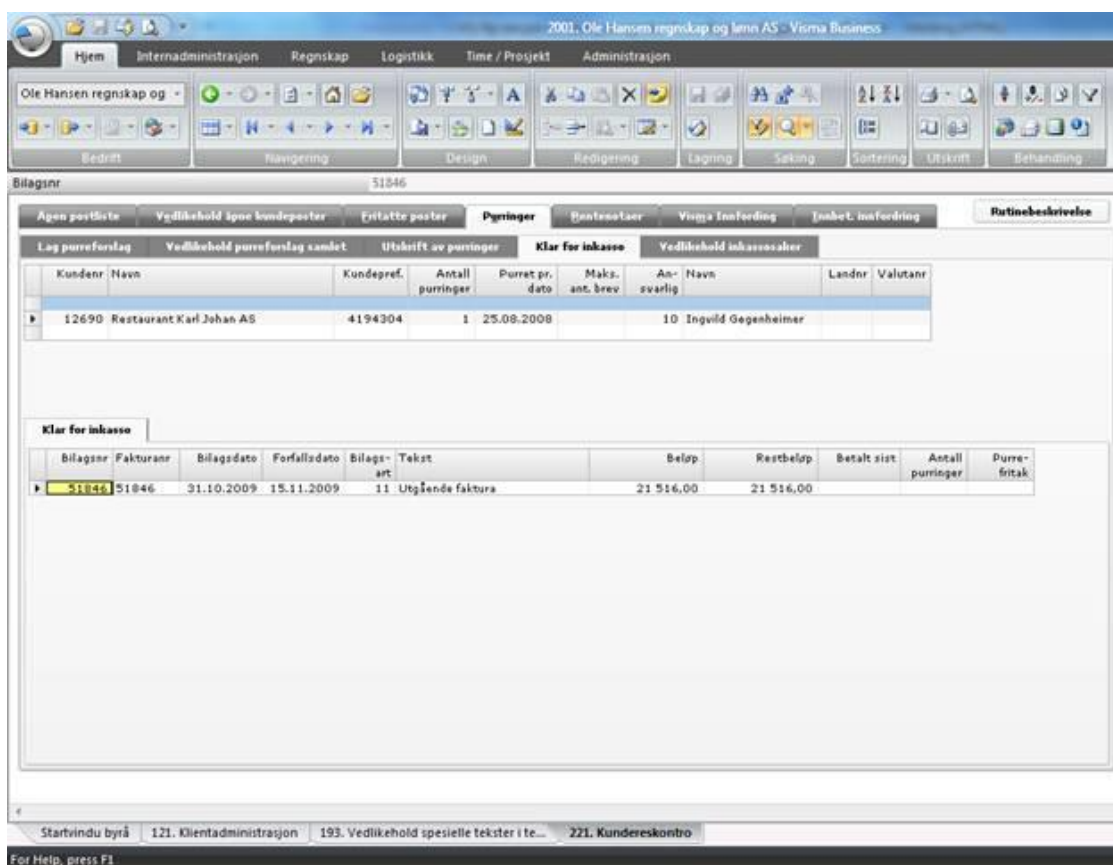 2001, Ole Hansen regnskap og lønn AS - Visma Business
Hjem Internadministrasjon Regnskap Logistikk Time / Prosjekt Administrasjon
Ole Hansen regnskap og
Bedrift Navigering Design Redigering Lagring Søking Sortering Utskrift Behandling
Bilagsnr 51846
Åpen postliste Vedlikehold åpne kundeposter Fritatte poster Purringer Rentenotaer Visma Innfordring Innbet. innfordring Rutinebeskrivelse
Lag purreforslag Vedlikehold purreforslag samlet Utskrift av purringer Klar for inkasso Vedlikehold inkassosaker
Kundenr Navn Kundepref. Antall purringer Purret pr. dato Maks. ant. brev An- svarlig Navn Landnr Valutanr
12690 Restaurant Karl Johan AS 4194304 1 25.08.2008 10 Ingvild Gegenheimer
Klar for inkasso
Bilagsnr Fakturanr Bilagsdato Forfallsdato Bilags- art Tekst Beløp Restbeløp Betalt sist Antall purringer Purre- fritak
51846 51846 31.10.2009 15.11.2009 11 Utgående faktura 21 516,00 21 516,00
Startvindu byrå 121. Klientadministrasjon 193. Vedlikehold spesielle tekster i te... 221. Kundereskontro
For Help, press F1